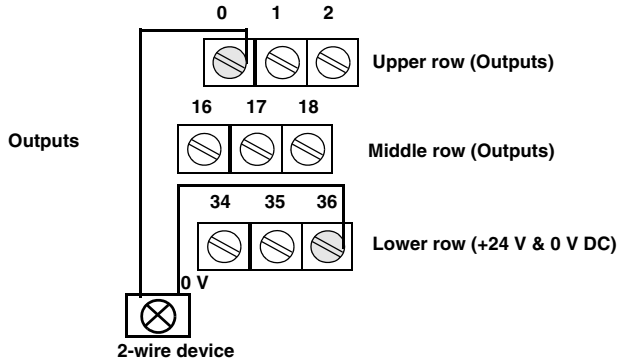 0 1 2
Upper row (Outputs)
16 17 18
Outputs
Middle row (Outputs)
34 35 36
Lower row (+24 V & 0 V DC)
0 V
2-wire device